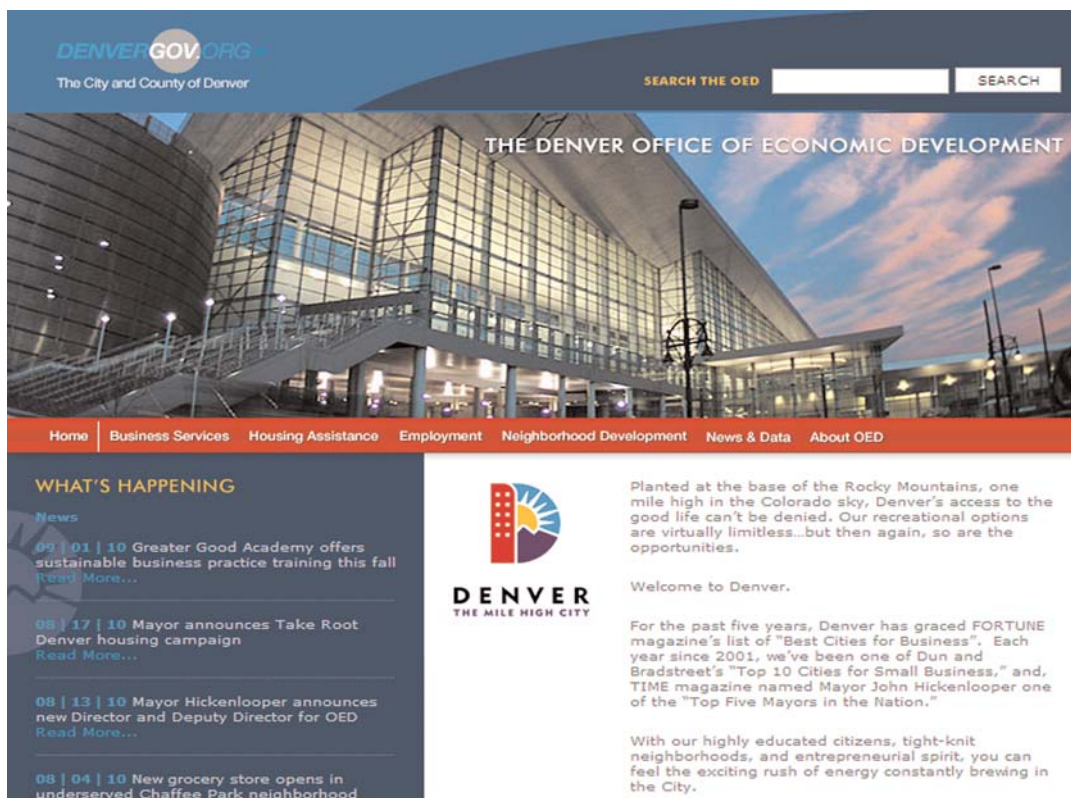 DENVERGOV.ORG
The City and County of Denver
SEARCH THE OED
SEARCH
THE DENVER OFFICE OF ECONOMIC DEVELOPMENT
Home Business Services Housing Assistance Employment Neighborhood Development News & Data About OED
WHAT'S HAPPENING
News
09 | 01 | 10 Greater Good Academy offers
sustainable business practice training this fall
Read More...
08 | 17 | 10 Mayor announces Take Root
Denver housing campaign
Read More...
08 | 13 | 10 Mayor Hickenlooper announces
new Director and Deputy Director for OED
Read More...
08 | 04 | 10 New grocery store opens in
underserved Chaffee Park neighborhood
DENVER
THE MILE HIGH CITY
Planted at the base of the Rocky Mountains, one
mile high in the Colorado sky, Denver's access to the
good life can't be denied. Our recreational options
are virtually limitless...but then again, so are the
opportunities.
Welcome to Denver.
For the past five years, Denver has graced FORTUNE
magazine's list of "Best Cities for Business". Each
year since 2001, we've been one of Dun and
Bradstreet's "Top 10 Cities for Small Business," and,
TIME magazine named Mayor John Hickenlooper one
of the "Top Five Mayors in the Nation."
With our highly educated citizens, tight-knit
neighborhoods, and entrepreneurial spirit, you can
feel the exciting rush of energy constantly brewing in
the City.